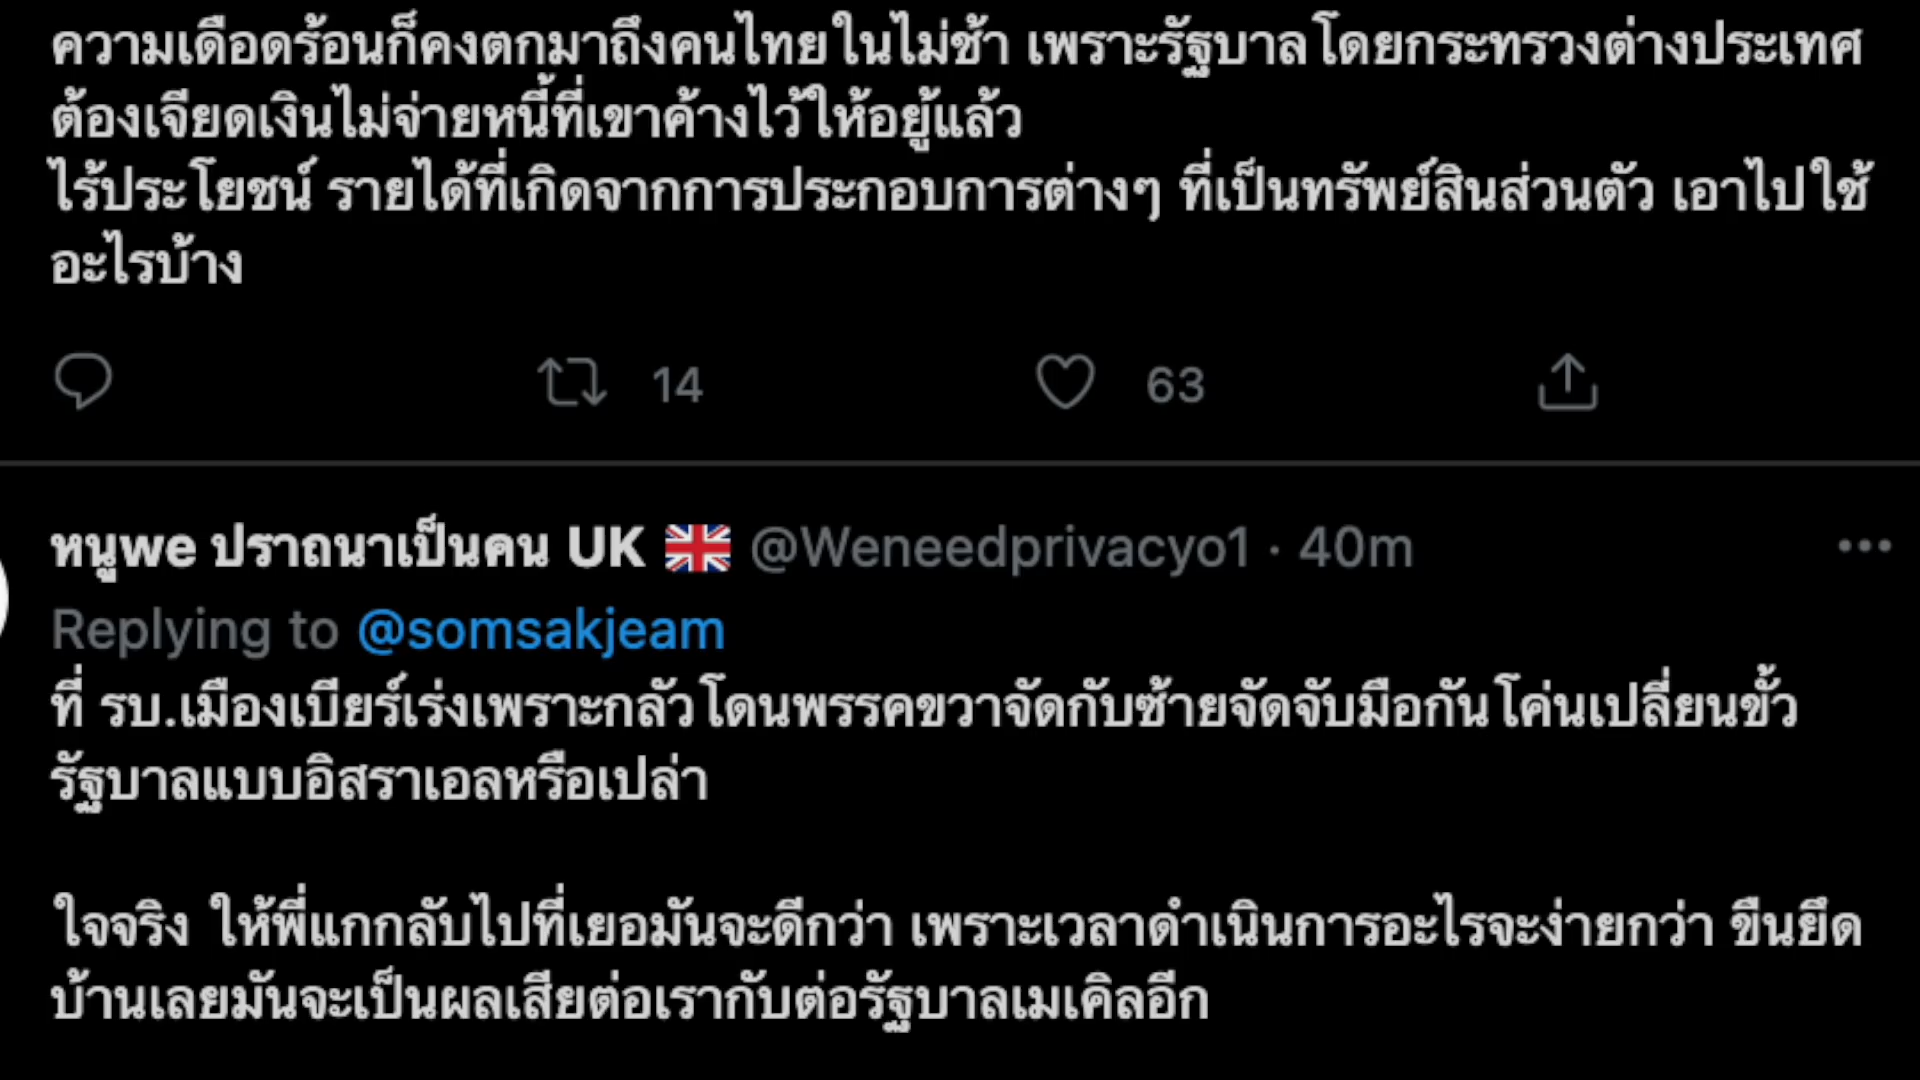 ความเดือดร้อนก็คงตกมาถึงคนไทยในไม่ช้า เพราะรัฐบาลโดยกระทรวงต่างประเทศ
ต้องเจียดเงินไม่จ่ายหนี้ที่เขาค้างไว้ให้อยู่แล้ว
ไร้ประโยชน์ รายได้ที่เกิดจากการประกอบการต่างๆ ที่เป็นทรัพย์สินส่วนตัว เอาไปใช้
อะไรบ้าง
14 63
หนูwe ปราถนาเป็นคน UK 🇬🇧 @Weneedprivacyo1 · 40m
Replying to @somsakjeam
ที่ รบ.เมืองเบียร์เร่งเพราะกลัวโดนพรรคขวาจัดกับซ้ายจัดจับมือกันโค่นเปลี่ยนขั้ว
รัฐบาลแบบอิสราเอลหรือเปล่า
ใจจริง ให้พี่แกกลับไปที่เยอมันจะดีกว่า เพราะเวลาดำเนินการอะไรจะง่ายกว่า ขืนยึด
บ้านเลยมันจะเป็นผลเสียต่อเรากับต่อรัฐบาลเมเคิลอีก